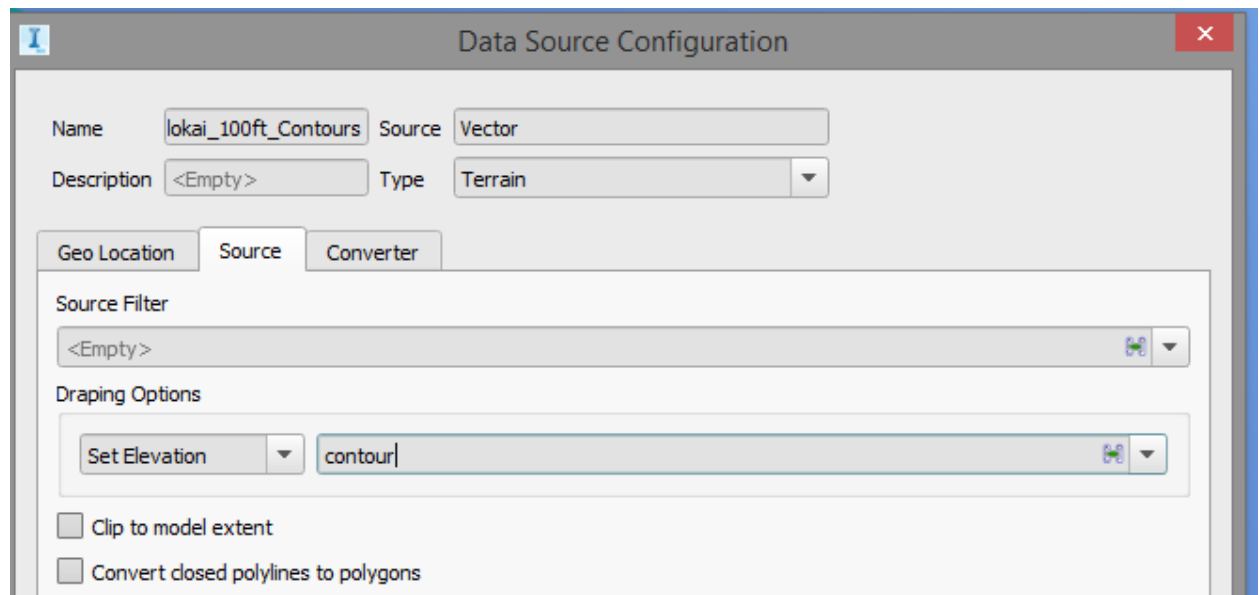 Data Source Configuration
Name lokai_100ft_Contours Source Vector
Description <Empty> Type Terrain
Geo Location Source Converter
Source Filter
<Empty>
Draping Options
Set Elevation contour
Clip to model extent
Convert closed polylines to polygons